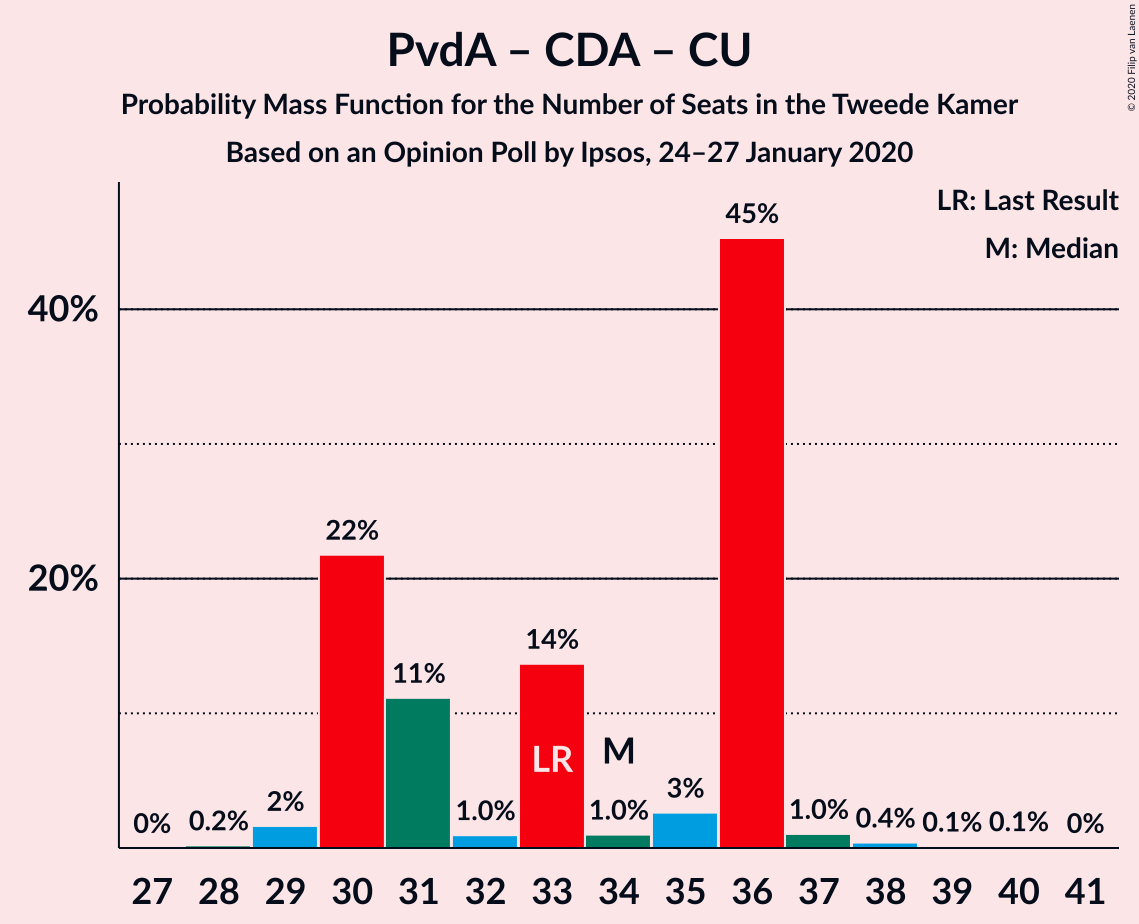 PvdA – CDA – CU
Probability Mass Function for the Number of Seats in the Tweede Kamer
Based on an Opinion Poll by Ipsos, 24–27 January 2020
© 2020 Filip van Laenen
LR: Last Result
M: Median
40%
20%
0% 0.2% 2% 22% 11% 1.0% 14% 1.0% 3% 45% 1.0% 0.4% 0.1% 0.1% 0%
LR M
27 28 29 30 31 32 33 34 35 36 37 38 39 40 41